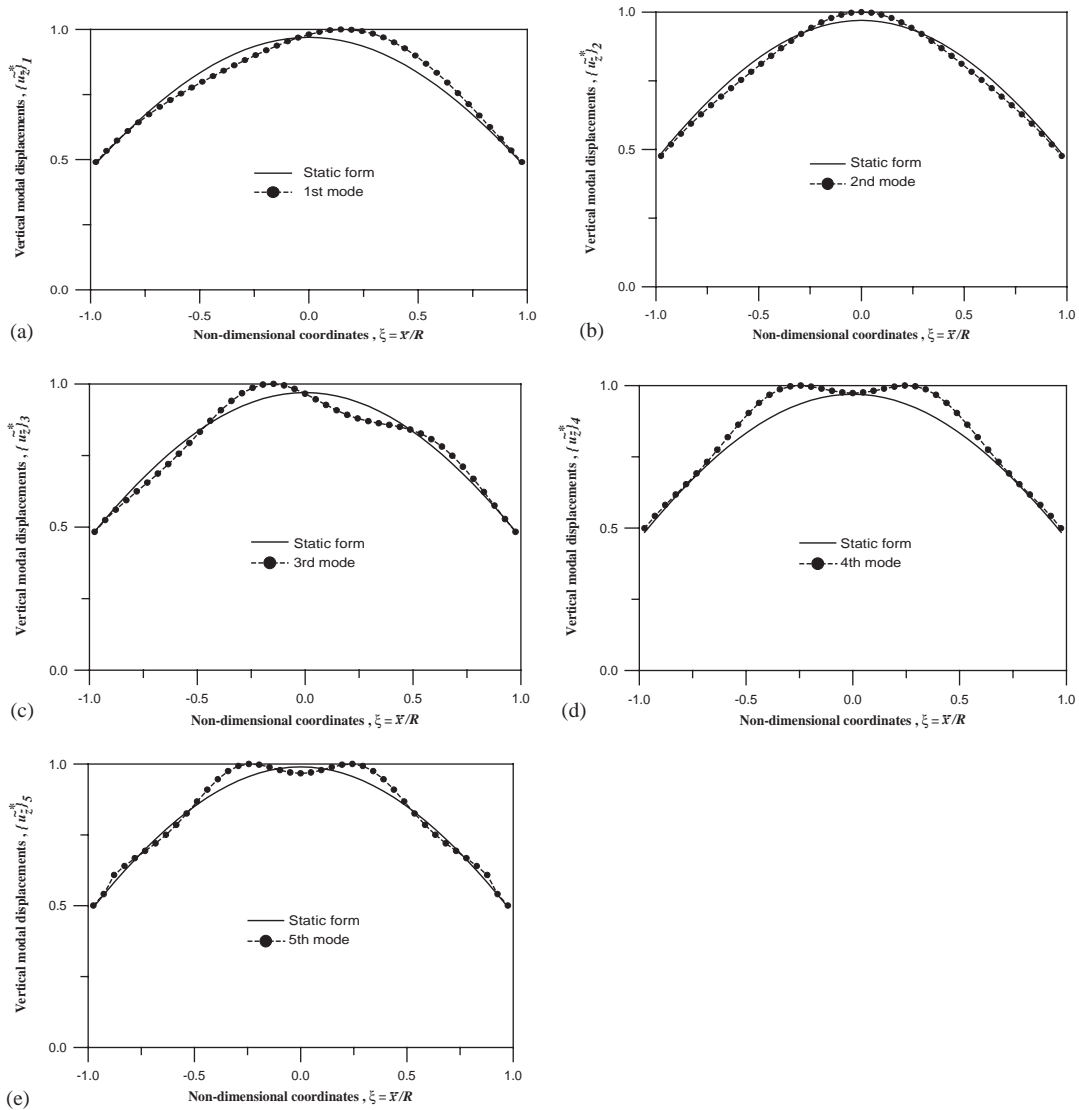 1.0
0.5
0.0
-1.0 -0.5 0.0 0.5 1.0
Vertical modal displacements , {ũz̄*}1
Non-dimensional coordinates , ξ = x̄/R
Static form
1st mode
(a)
1.0
0.5
0.0
-1.0 -0.5 0.0 0.5 1.0
Vertical modal displacements , {ũz̄*}2
Non-dimensional coordinates , ξ = x̄/R
Static form
2nd mode
(b)
1.0
0.5
0.0
-1.0 -0.5 0.0 0.5 1.0
Vertical modal displacements , {ũz̄*}3
Non-dimensional coordinates , ξ = x̄/R
Static form
3rd mode
(c)
1.0
0.5
0.0
-1.0 -0.5 0.0 0.5 1.0
Vertical modal displacements , {ũz̄*}4
Non-dimensional coordinates , ξ = x̄/R
Static form
4th mode
(d)
1.0
0.5
0.0
-1.0 -0.5 0.0 0.5 1.0
Vertical modal displacements , {ũz̄*}5
Non-dimensional coordinates , ξ = x̄/R
Static form
5th mode
(e)